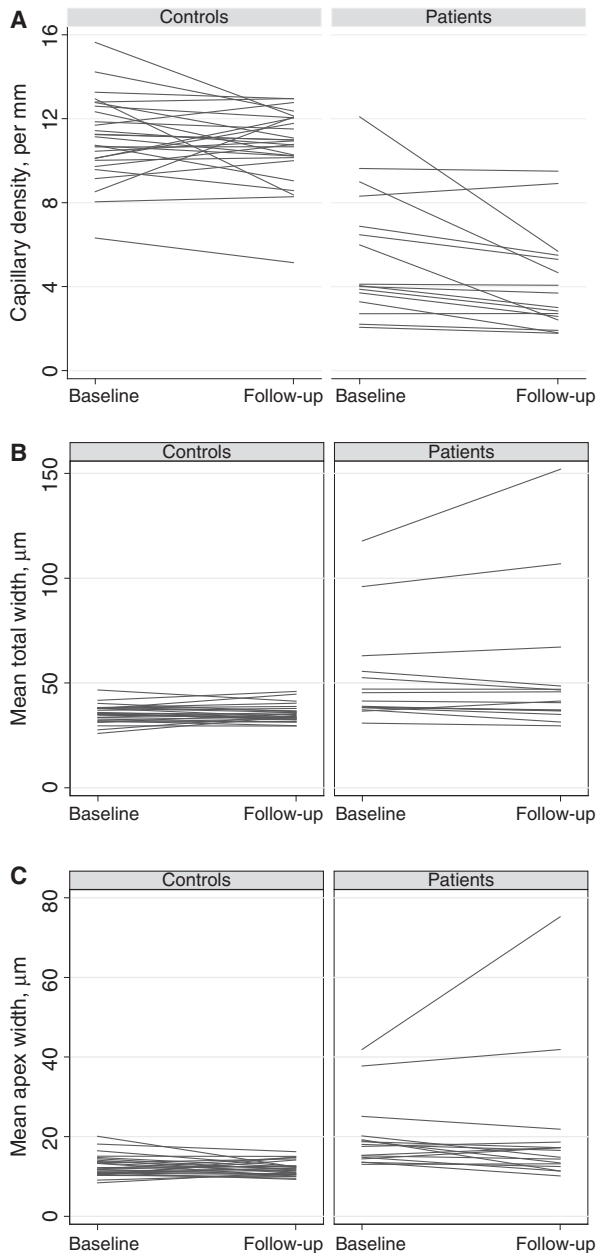 A
Controls
Patients
Capillary density, per mm
16
12
8
4
0
Baseline
Follow-up
Baseline
Follow-up
B
Controls
Patients
Mean total width, μm
150
100
50
0
Baseline
Follow-up
Baseline
Follow-up
C
Controls
Patients
Mean apex width, μm
80
60
40
20
0
Baseline
Follow-up
Baseline
Follow-up